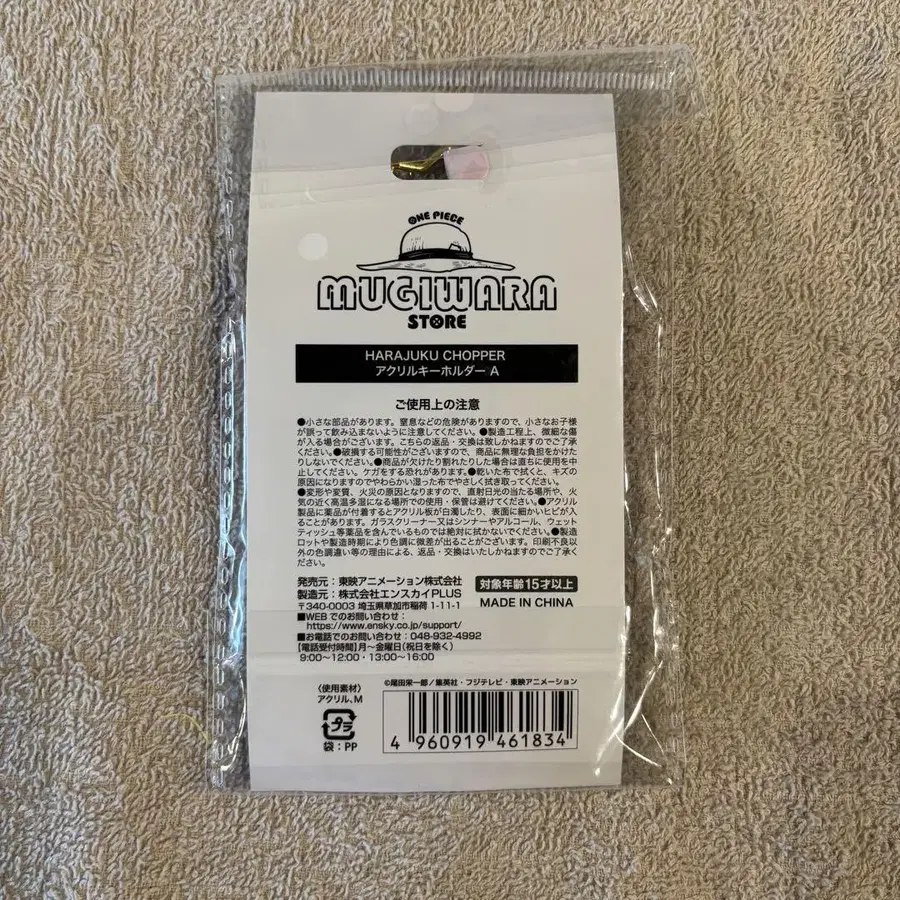 ONE PIECE
MUGIWARA
STORE
HARAJUKU CHOPPER
アクリルキーホルダー A
ご使用上の注意
●小さな部品があります。窒息などの危険がありますので、小さなお子様
が誤って飲み込まないように注意してください。●製造工程上、微細な傷
が入る場合がございます。こちらの返品・交換は致しかねますのでご了承
ください。●破損する可能性がございますので、商品に無理な負担をかけた
りしないでください。●商品が欠けたり割れたりした場合は直ちに使用を中
止してください。ケガをする恐れがあります。●乾いた布で拭くと、キズの
原因になりますのでやわらかい湿った布でやさしく拭き取ってください。
●変形や変質、火災の原因となりますので、直射日光の当たる場所や、火
気の近く高温多湿になる場所での使用・保管は避けてください。●アクリル
製品に薬品が付着するとアクリル板が白濁したり、表面に細かいヒビが入
ることがあります。ガラスクリーナー又はシンナーやアルコール、ウェット
ティッシュ等薬品を含んでいるものでは絶対に拭かないでください。●製造
ロットや製造時期により色調に微差が出ることがございます。印刷不良以
外の色調違い等の理由による、返品・交換はいたしかねますのでご了承
ください。
発売元：東映アニメーション株式会社
製造元：株式会社エンスカイPLUS
対象年齢15才以上
〒340-0003 埼玉県草加市稲荷 1-11-1
MADE IN CHINA
■WEBでのお問い合わせ：
https://www.ensky.co.jp/support/
■お電話でのお問い合わせ：048-932-4992
【電話受付時間】月〜金曜日(祝日を除く)
9:00〜12:00・13:00〜16:00
©尾田栄一郎／集英社・フジテレビ・東映アニメーション
〈使用素材〉
アクリル、M
プラ
袋：PP
4 960919 461834